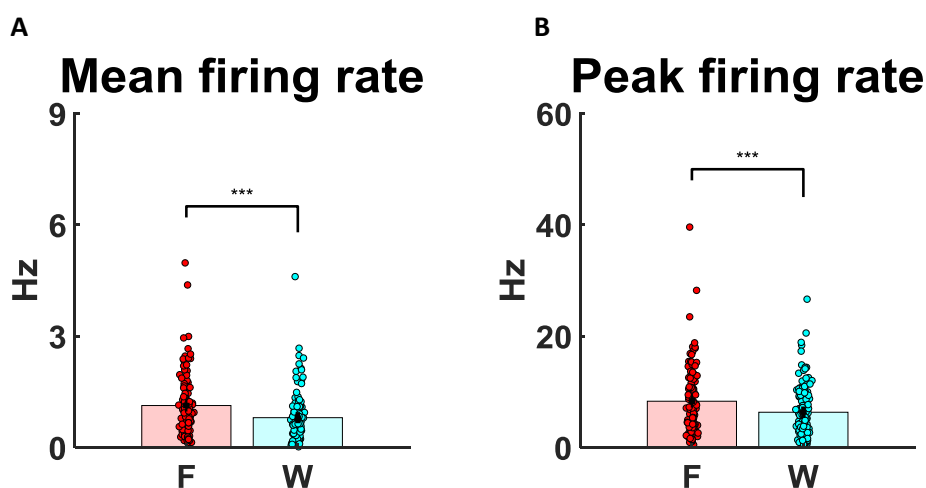 A
Mean firing rate
Hz
9
6
3
0
***
F
W
B
Peak firing rate
Hz
60
40
20
0
***
F
W